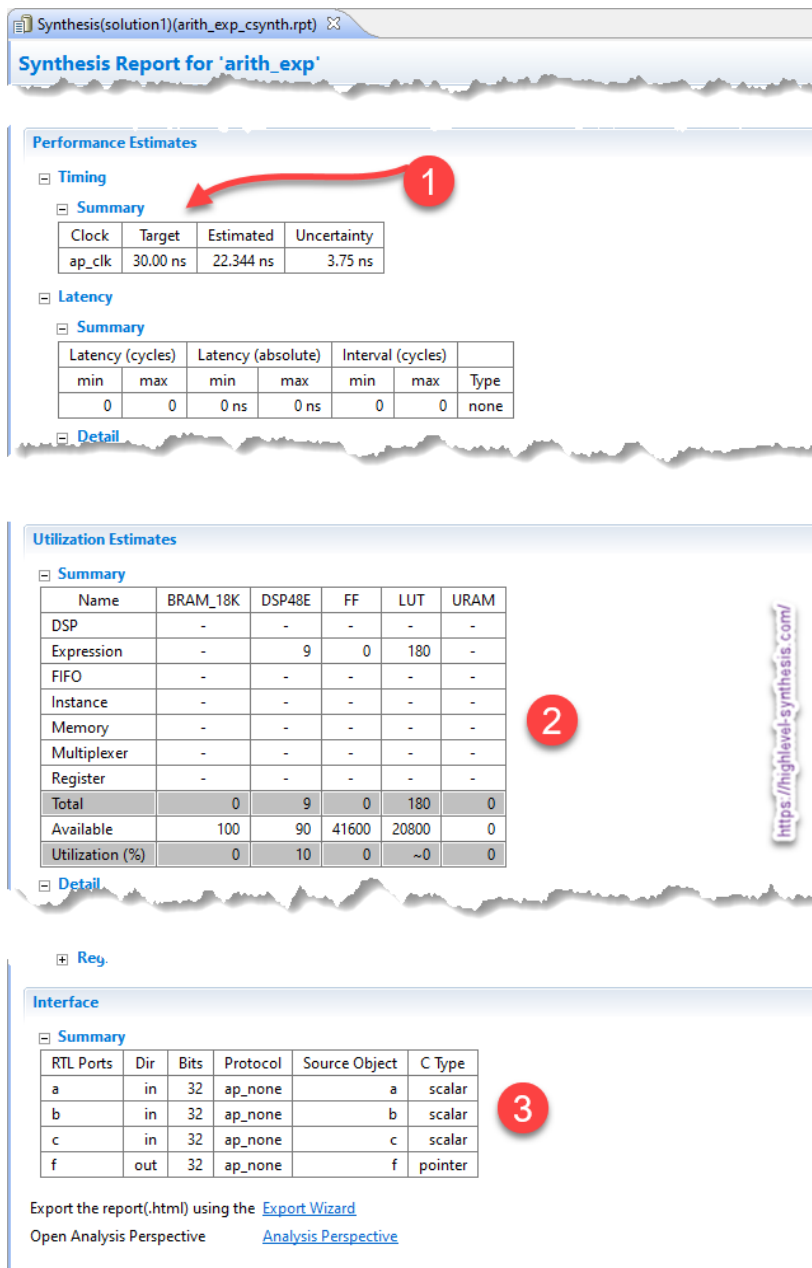 Synthesis(solution1)(arith_exp_csynth.rpt)
Synthesis Report for 'arith_exp'
Performance Estimates
Timing
1
Summary
Clock Target Estimated Uncertainty
ap_clk 30.00 ns 22.344 ns 3.75 ns
Latency
Summary
Latency (cycles) Latency (absolute) Interval (cycles)
min max min max min max Type
0 0 0 ns 0 ns 0 0 none
Detail
Utilization Estimates
Summary
Name BRAM_18K DSP48E FF LUT URAM
DSP - - - - -
Expression - 9 0 180 -
FIFO - - - - -
Instance - - - - -
Memory - - - - -
Multiplexer - - - - -
Register - - - - -
Total 0 9 0 180 0
Available 100 90 41600 20800 0
Utilization (%) 0 10 0 ~0 0
2
https://highlevel-synthesis.com/
Detail
Reg.
Interface
Summary
RTL Ports Dir Bits Protocol Source Object C Type
a in 32 ap_none a scalar
b in 32 ap_none b scalar
c in 32 ap_none c scalar
f out 32 ap_none f pointer
3
Export the report(.html) using the Export Wizard
Open Analysis Perspective Analysis Perspective